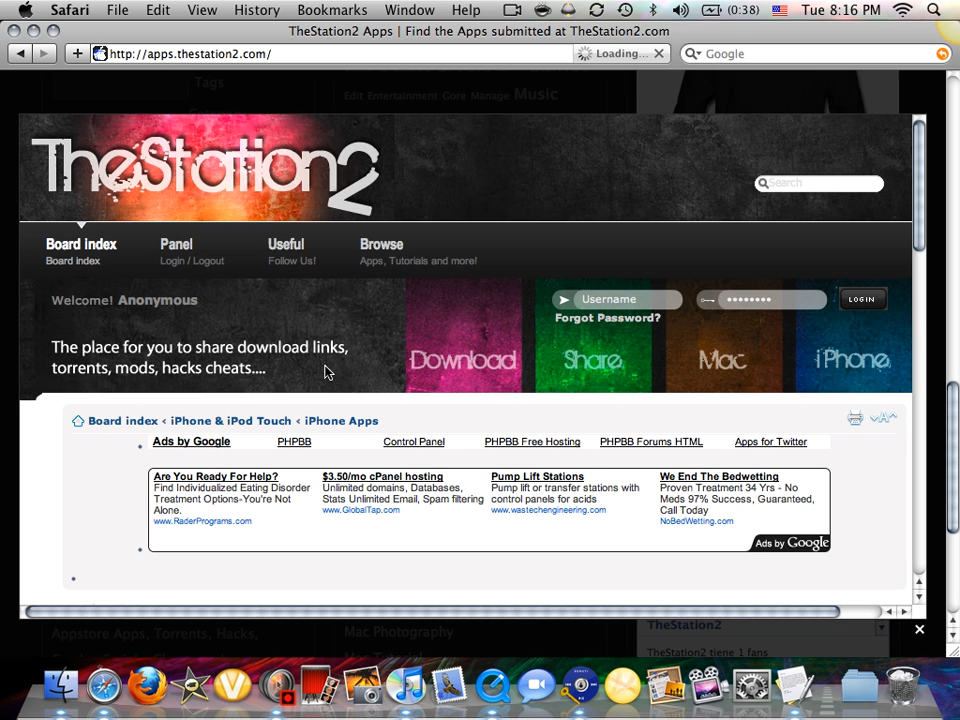 Safari File Edit View History Bookmarks Window Help (0:38) Tue 8:16 PM
TheStation2 Apps | Find the Apps submitted at TheStation2.com
http://apps.thestation2.com/ Loading... Google
Tags
Edit Entertainment Core Manage Music
TheStation2
Search
Board index Panel Useful Browse
Board index Login / Logout Follow Us! Apps, Tutorials and more!
Welcome! Anonymous
Username •••••••• LOGIN
Forgot Password?
The place for you to share download links,
torrents, mods, hacks cheats....
Download Share Mac iPhone
Board index ‹ iPhone & iPod Touch ‹ iPhone Apps
Ads by Google PHPBB Control Panel PHPBB Free Hosting PHPBB Forums HTML Apps for Twitter
Are You Ready For Help?
Find Individualized Eating Disorder
Treatment Options-You're Not
Alone.
www.RaderPrograms.com
$3.50/mo cPanel hosting
Unlimited domains, Databases,
Stats Unlimited Email, Spam filtering
www.GlobalTap.com
Pump Lift Stations
Pump lift or transfer stations with
control panels for acids
www.wastechengineering.com
We End The Bedwetting
Proven Treatment 34 Yrs - No
Meds 97% Success, Guaranteed,
Call Today
NoBedWetting.com
Ads by Google
Appstore Apps, Torrents, Hacks,
Mac Photography
TheStation2
TheStation2 tiene 1 fans